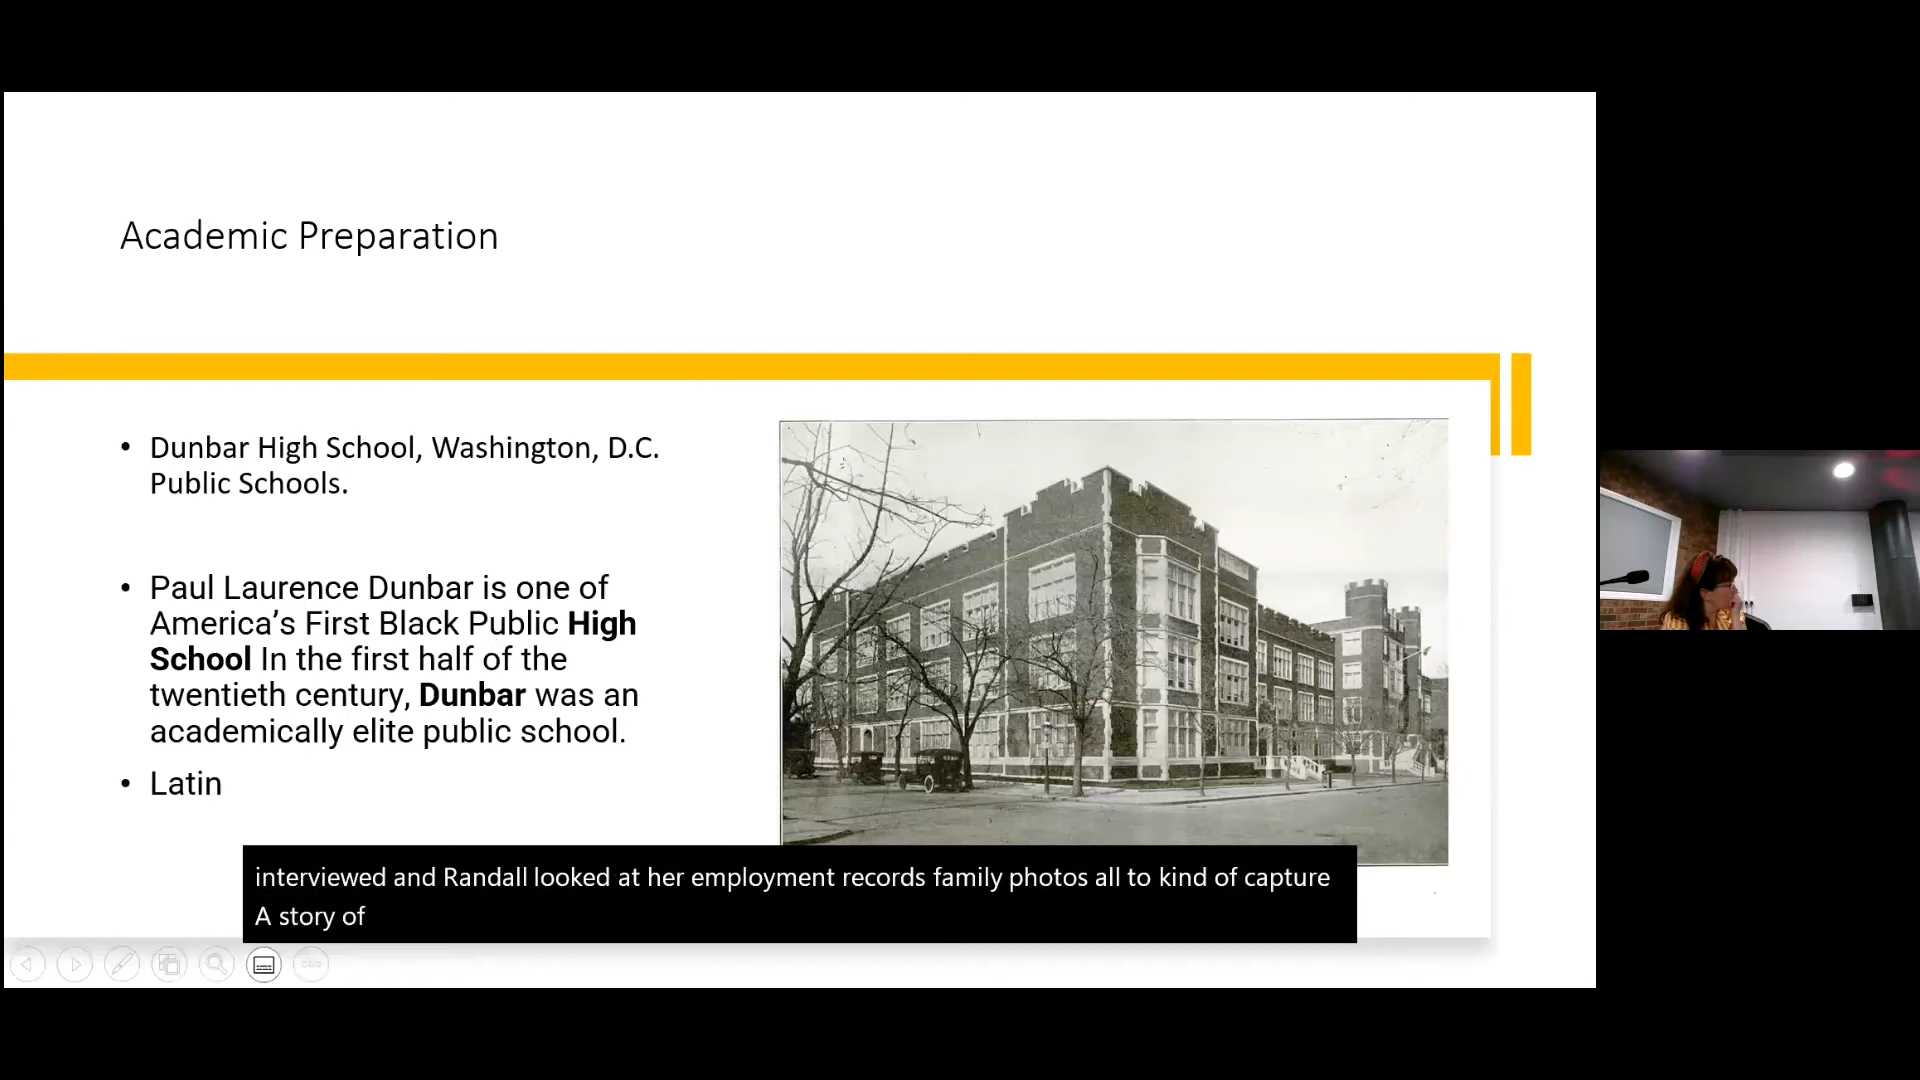 Academic Preparation
• Dunbar High School, Washington, D.C.
Public Schools.
• Paul Laurence Dunbar is one of
America’s First Black Public High
School In the first half of the
twentieth century, Dunbar was an
academically elite public school.
• Latin
interviewed and Randall looked at her employment records family photos all to kind of capture
A story of